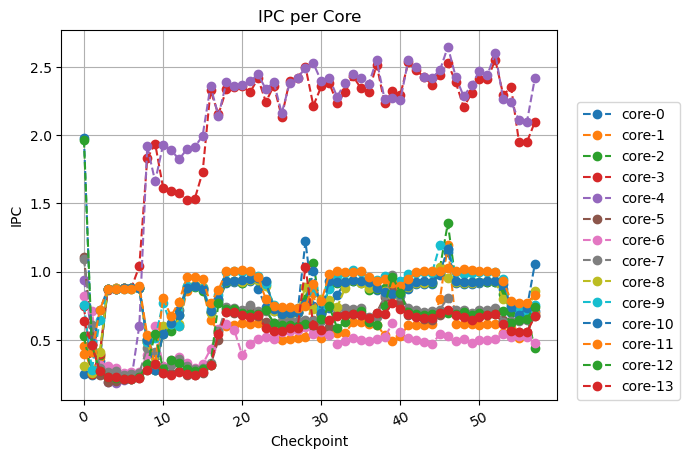 IPC per Core
IPC
2.5
2.0
1.5
1.0
0.5
0
10
20
30
40
50
Checkpoint
core-0
core-1
core-2
core-3
core-4
core-5
core-6
core-7
core-8
core-9
core-10
core-11
core-12
core-13